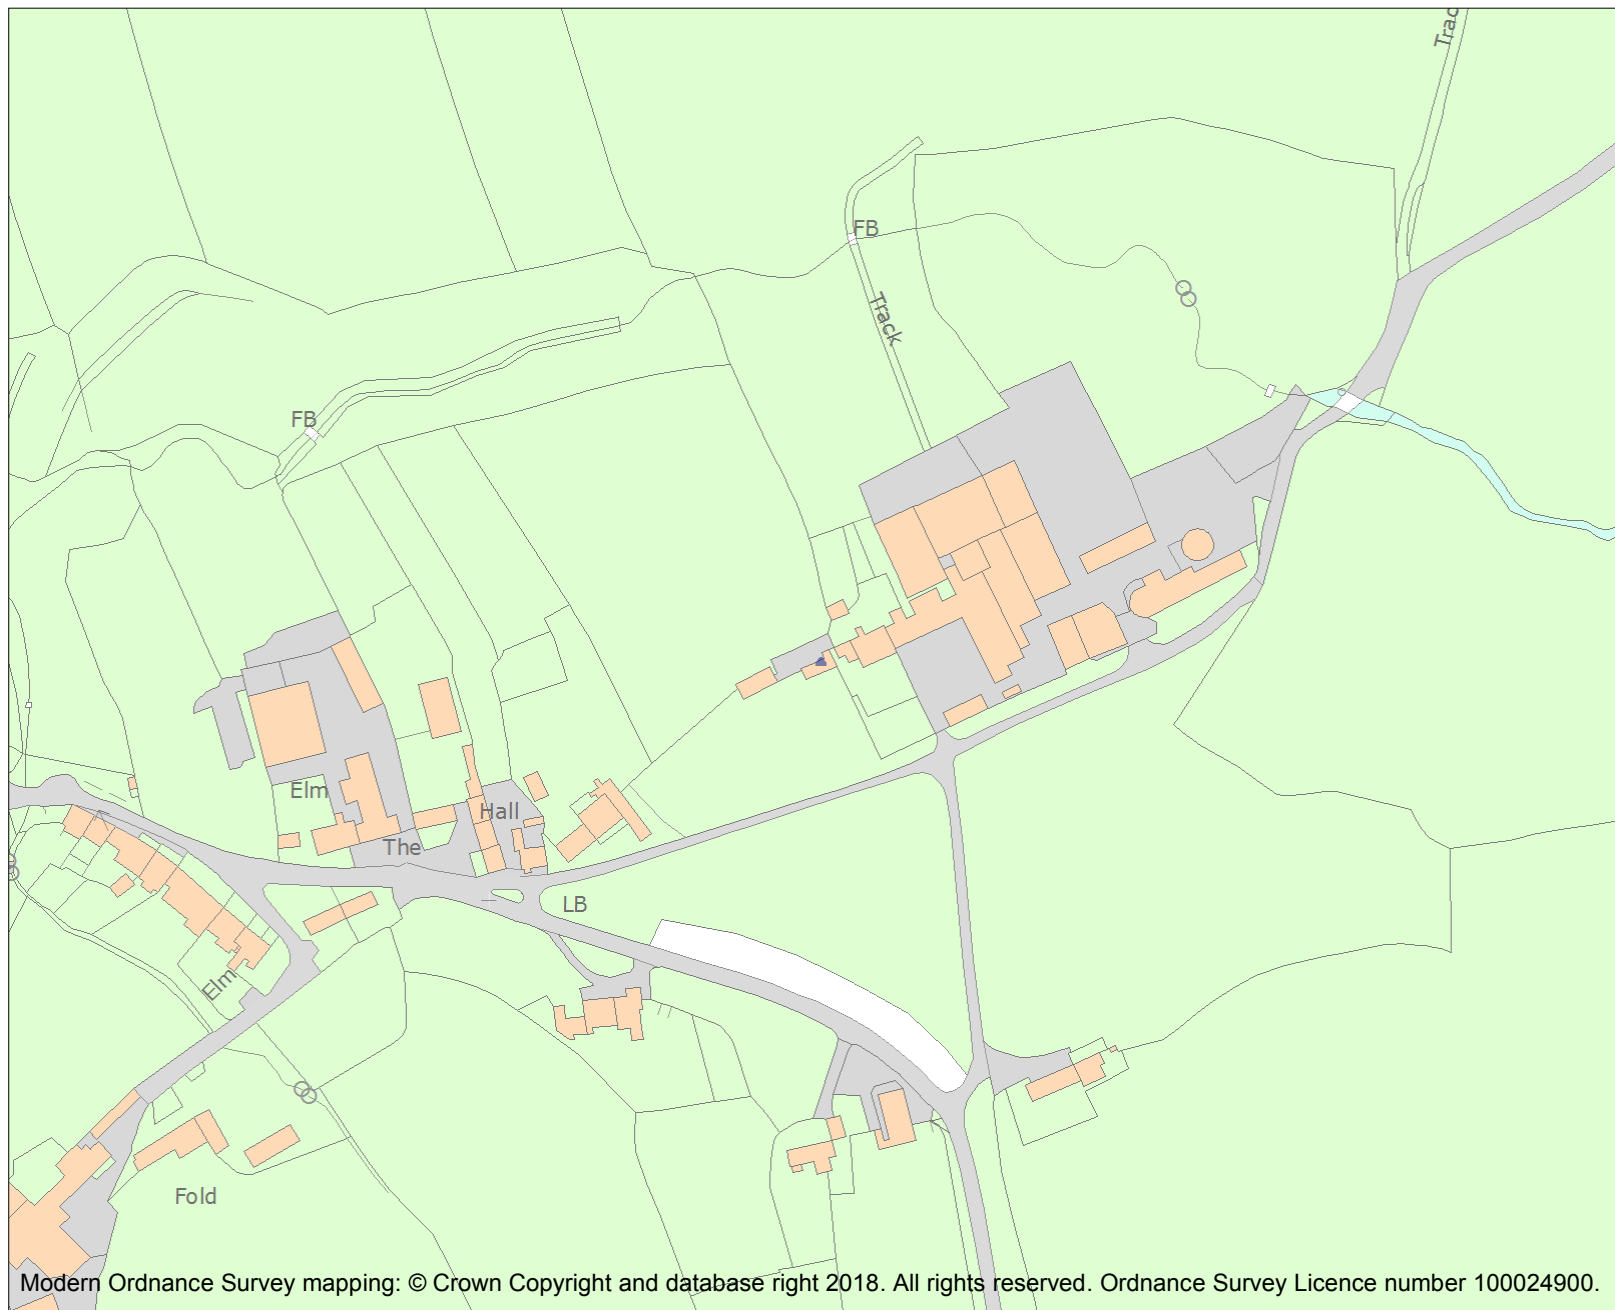 Trac
FB
Track
FB
Elm
Hall
The
LB
Elm
Fold
Modern Ordnance Survey mapping: © Crown Copyright and database right 2018. All rights reserved. Ordnance Survey Licence number 100024900.